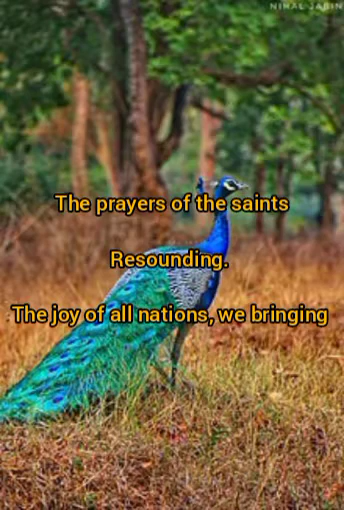 NIHAL JABIN
The prayers of the saints
Resounding.
The joy of all nations, we bringing